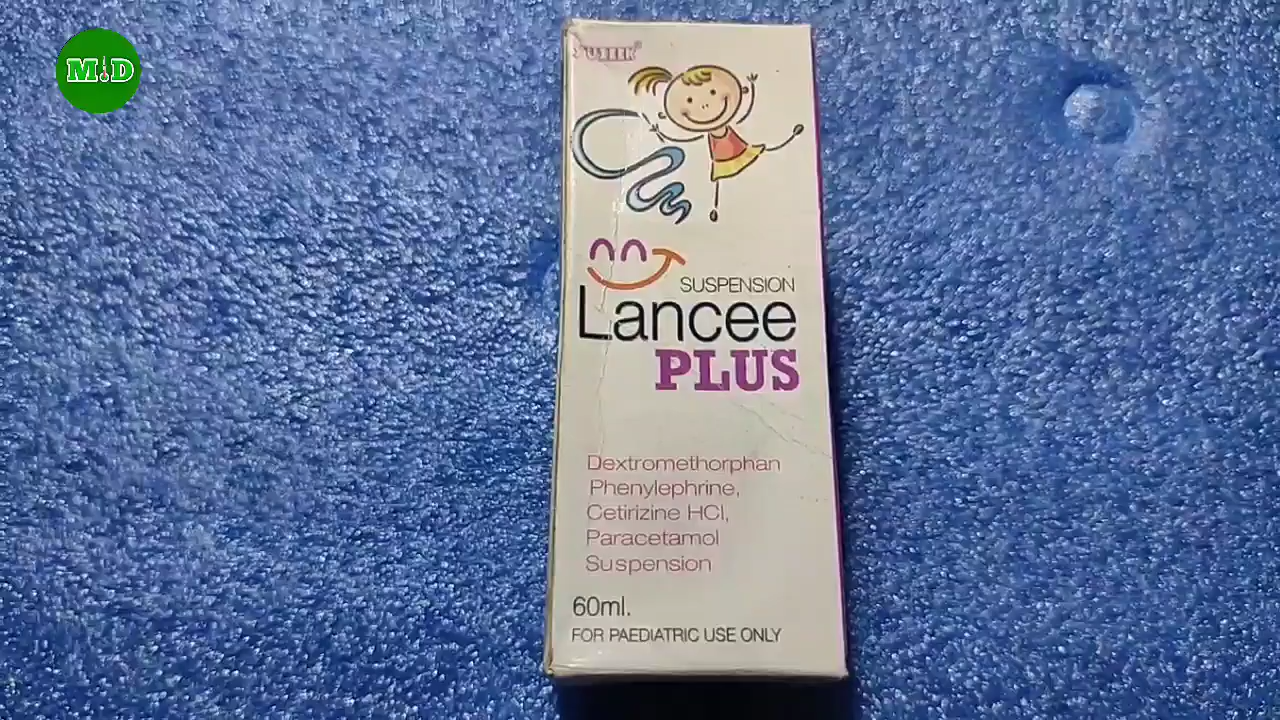 M D
SUSPENSION
Lancee
PLUS
Dextromethorphan
Phenylephrine,
Cetirizine HCl,
Paracetamol
Suspension
60ml.
FOR PAEDIATRIC USE ONLY